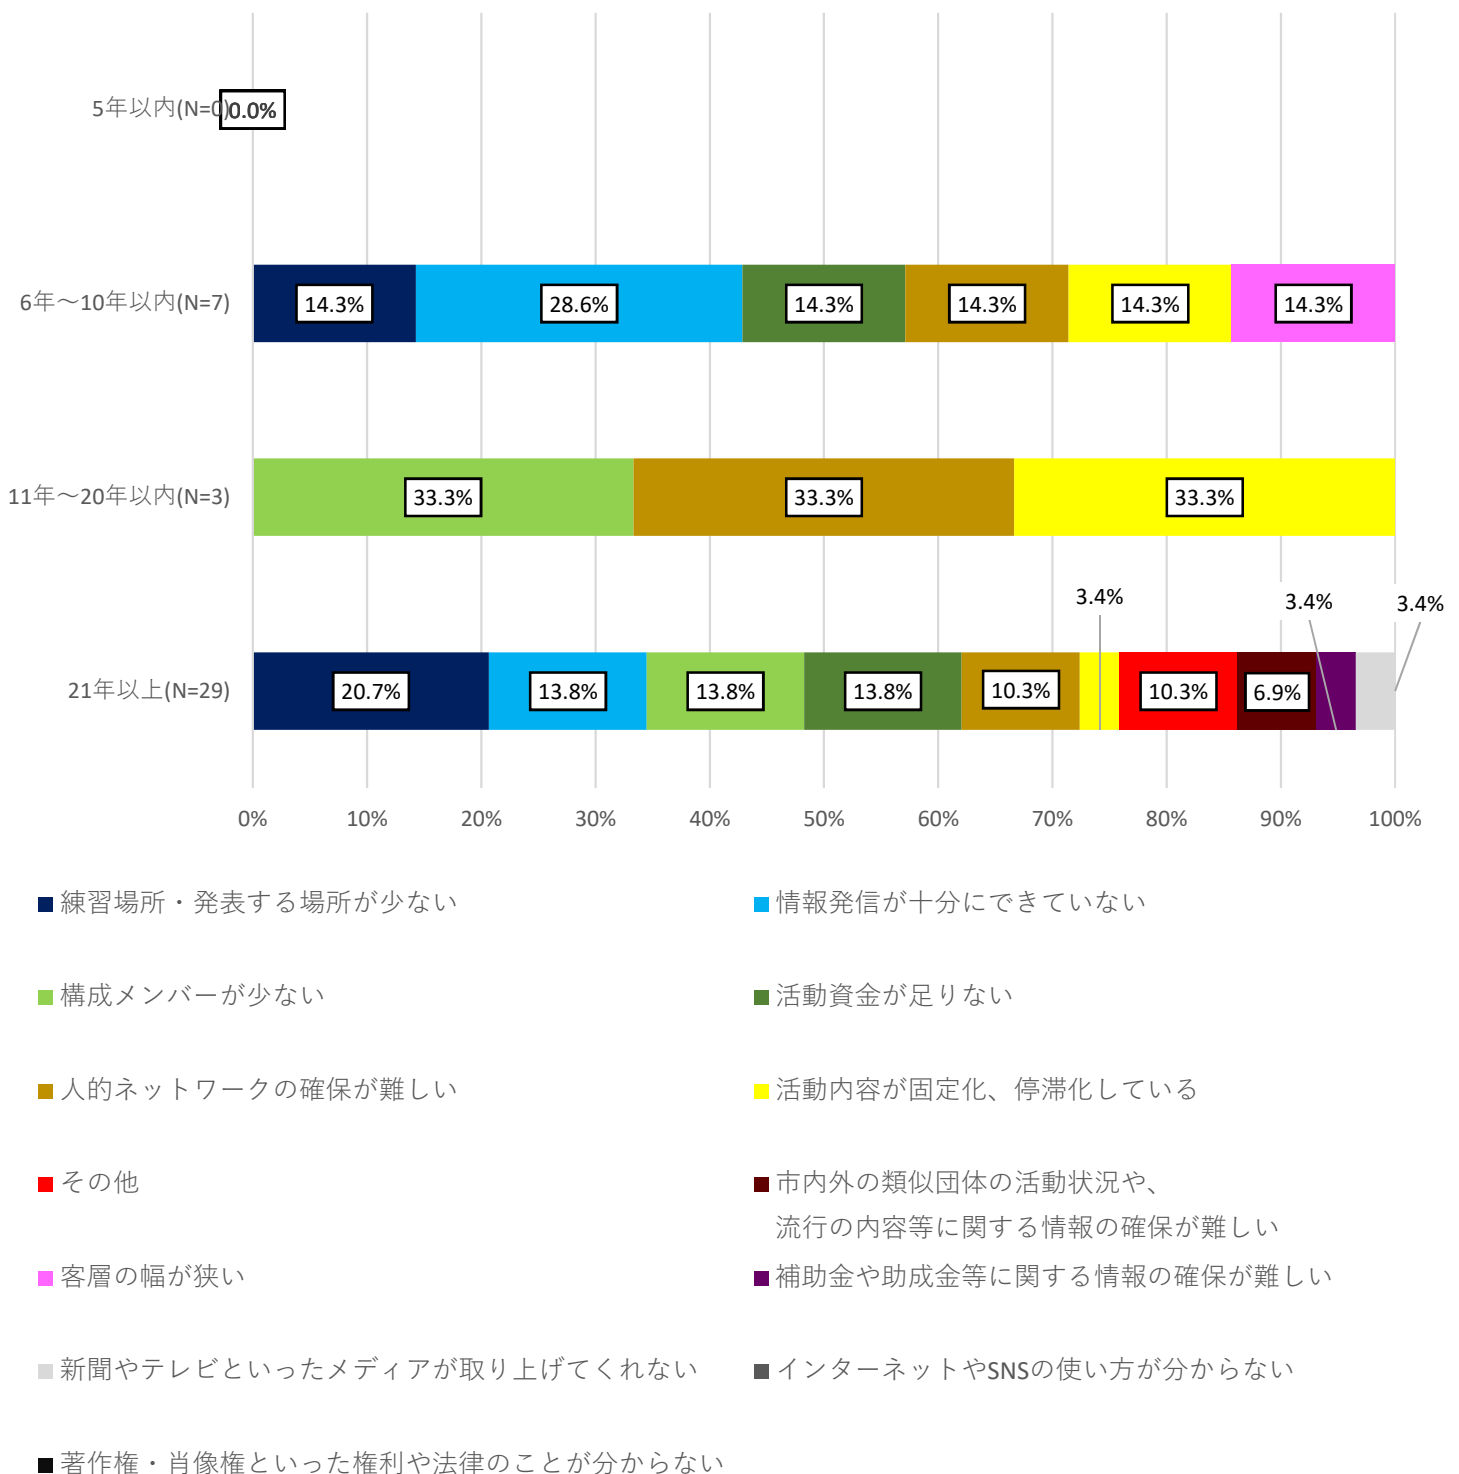 5年以内(N=0)
0.0%
6年～10年以内(N=7)
14.3%
28.6%
14.3%
14.3%
14.3%
14.3%
11年～20年以内(N=3)
33.3%
33.3%
33.3%
3.4%
3.4%
3.4%
21年以上(N=29)
20.7%
13.8%
13.8%
13.8%
10.3%
10.3%
6.9%
0%
10%
20%
30%
40%
50%
60%
70%
80%
90%
100%
練習場所・発表する場所が少ない
情報発信が十分にできていない
構成メンバーが少ない
活動資金が足りない
人的ネットワークの確保が難しい
活動内容が固定化、停滞化している
その他
市内外の類似団体の活動状況や、
流行の内容等に関する情報の確保が難しい
客層の幅が狭い
補助金や助成金等に関する情報の確保が難しい
新聞やテレビといったメディアが取り上げてくれない
インターネットやSNSの使い方が分からない
著作権・肖像権といった権利や法律のことが分からない